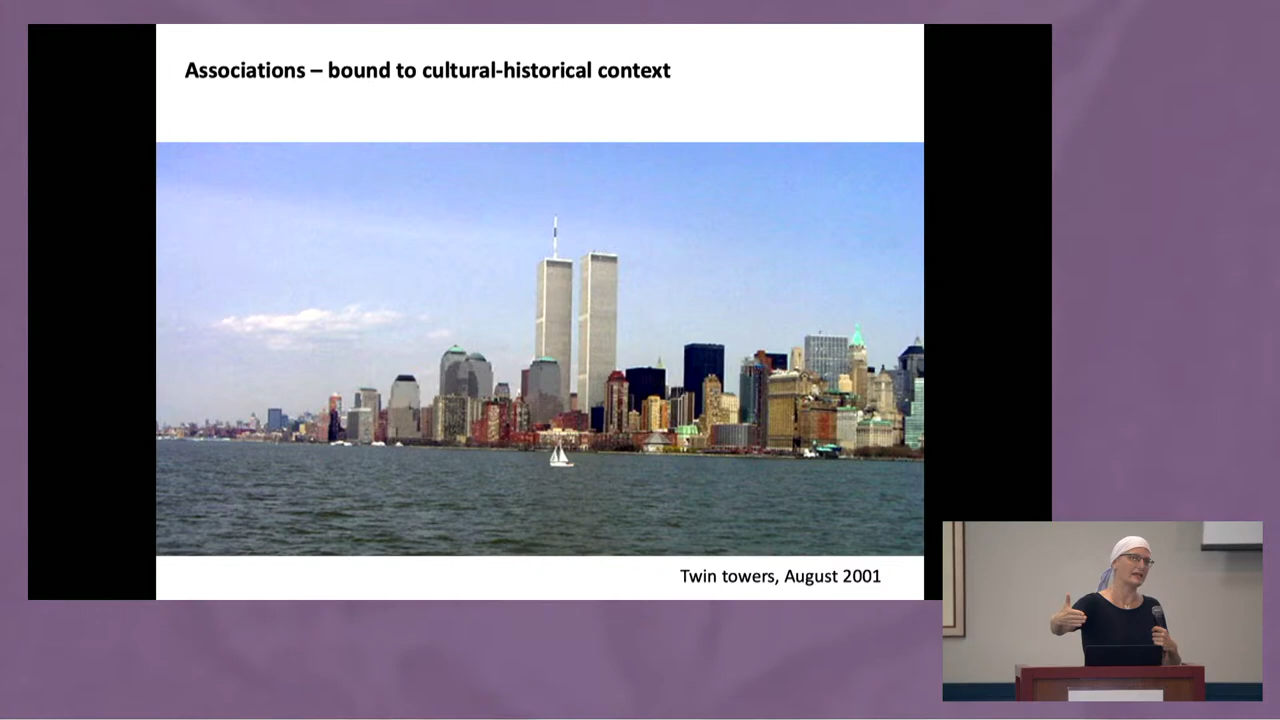 Associations – bound to cultural-historical context
Twin towers, August 2001